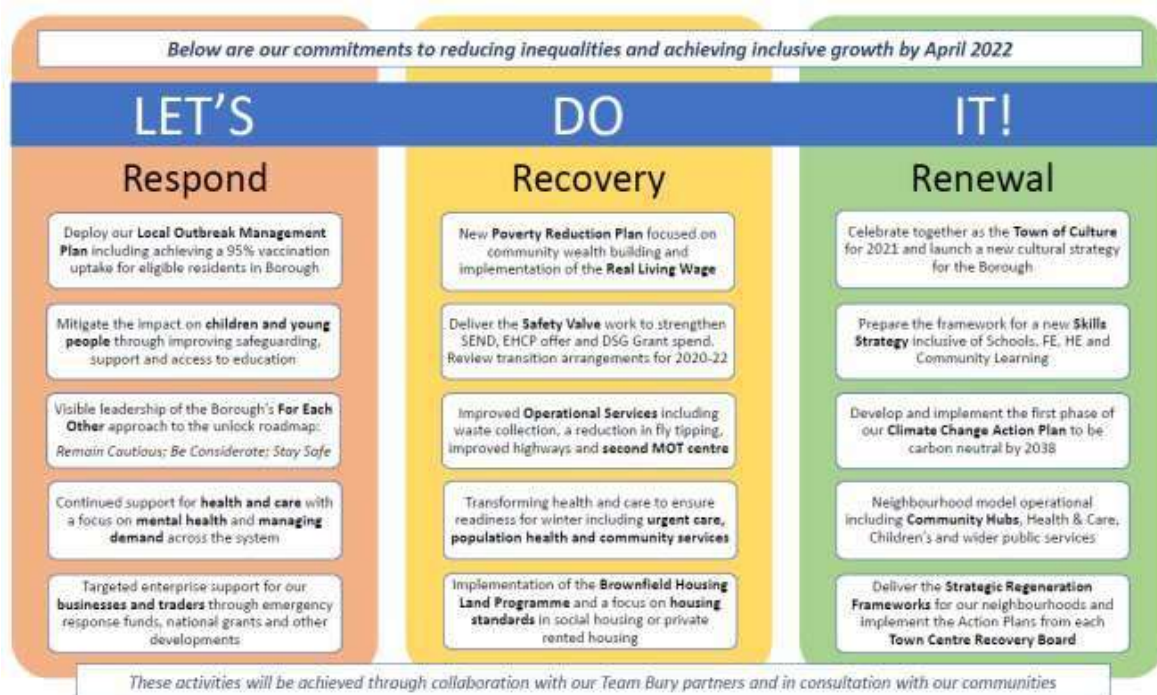 Below are our commitments to reducing inequalities and achieving inclusive growth by April 2022
LET'S
DO
IT!
Respond
Deploy our Local Outbreak Management
Plan including achieving a 95% vaccination
uptake for eligible residents in Borough
Mitigate the impact on children and young
people through improving safeguarding,
support and access to education
Visible leadership of the Borough's For Each
Other approach to the unlock roadmap:
Remain Cautious; Be Considerate; Stay Safe
Continued support for health and care with
a focus on mental health and managing
demand across the system
Targeted enterprise support for our
businesses and traders through emergency
response funds, national grants and other
developments
Recovery
New Poverty Reduction Plan focused on
community wealth building and
implementation of the Real Living Wage
Deliver the Safety Valve work to strengthen
SEND, EHCP offer and DSG Grant spend.
Review transition arrangements for 2020-22
Improved Operational Services including
waste collection, a reduction in fly tipping,
improved highways and second MOT centre
Transforming health and care to ensure
readiness for winter including urgent care,
population health and community services
Implementation of the Brownfield Housing
Land Programme and a focus on housing
standards in social housing or private
rented housing
Renewal
Celebrate together as the Town of Culture
for 2021 and launch a new cultural strategy
for the Borough
Prepare the framework for a new Skills
Strategy inclusive of Schools, FE, HE and
Community Learning
Develop and implement the first phase of
our Climate Change Action Plan to be
carbon neutral by 2038
Neighbourhood model operational
including Community Hubs, Health & Care,
Children's and wider public services
Deliver the Strategic Regeneration
Frameworks for our neighbourhoods and
implement the Action Plans from each
Town Centre Recovery Board
These activities will be achieved through collaboration with our Team Bury partners and in consultation with our communities